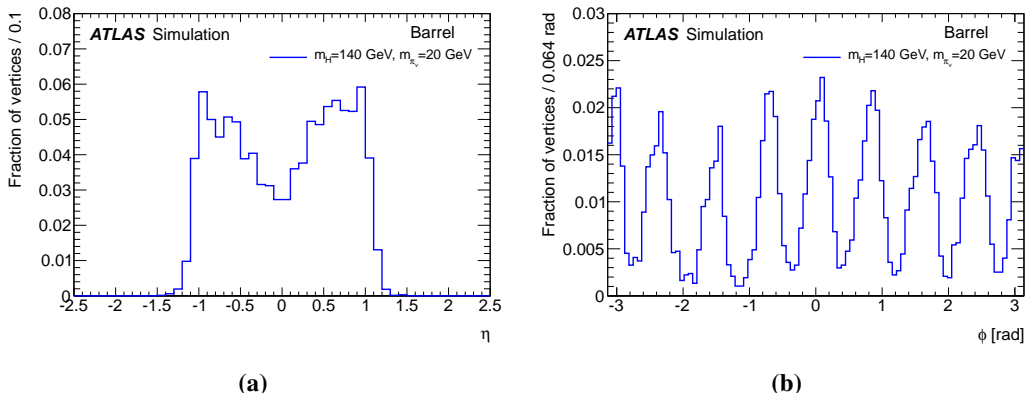 Fraction of vertices / 0.1
0.08
0.07
0.06
0.05
0.04
0.03
0.02
0.01
0
ATLAS Simulation
Barrel
m_H=140 GeV, m_π_v=20 GeV
-2.5 -2 -1.5 -1 -0.5 0 0.5 1 1.5 2 2.5
η
(a)
Fraction of vertices / 0.064 rad
0.03
0.025
0.02
0.015
0.01
0.005
0
ATLAS Simulation
Barrel
m_H=140 GeV, m_π_v=20 GeV
-3 -2 -1 0 1 2 3
ϕ [rad]
(b)